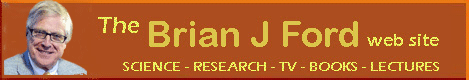 The Brian J Ford web site
SCIENCE - RESEARCH - TV - BOOKS - LECTURES